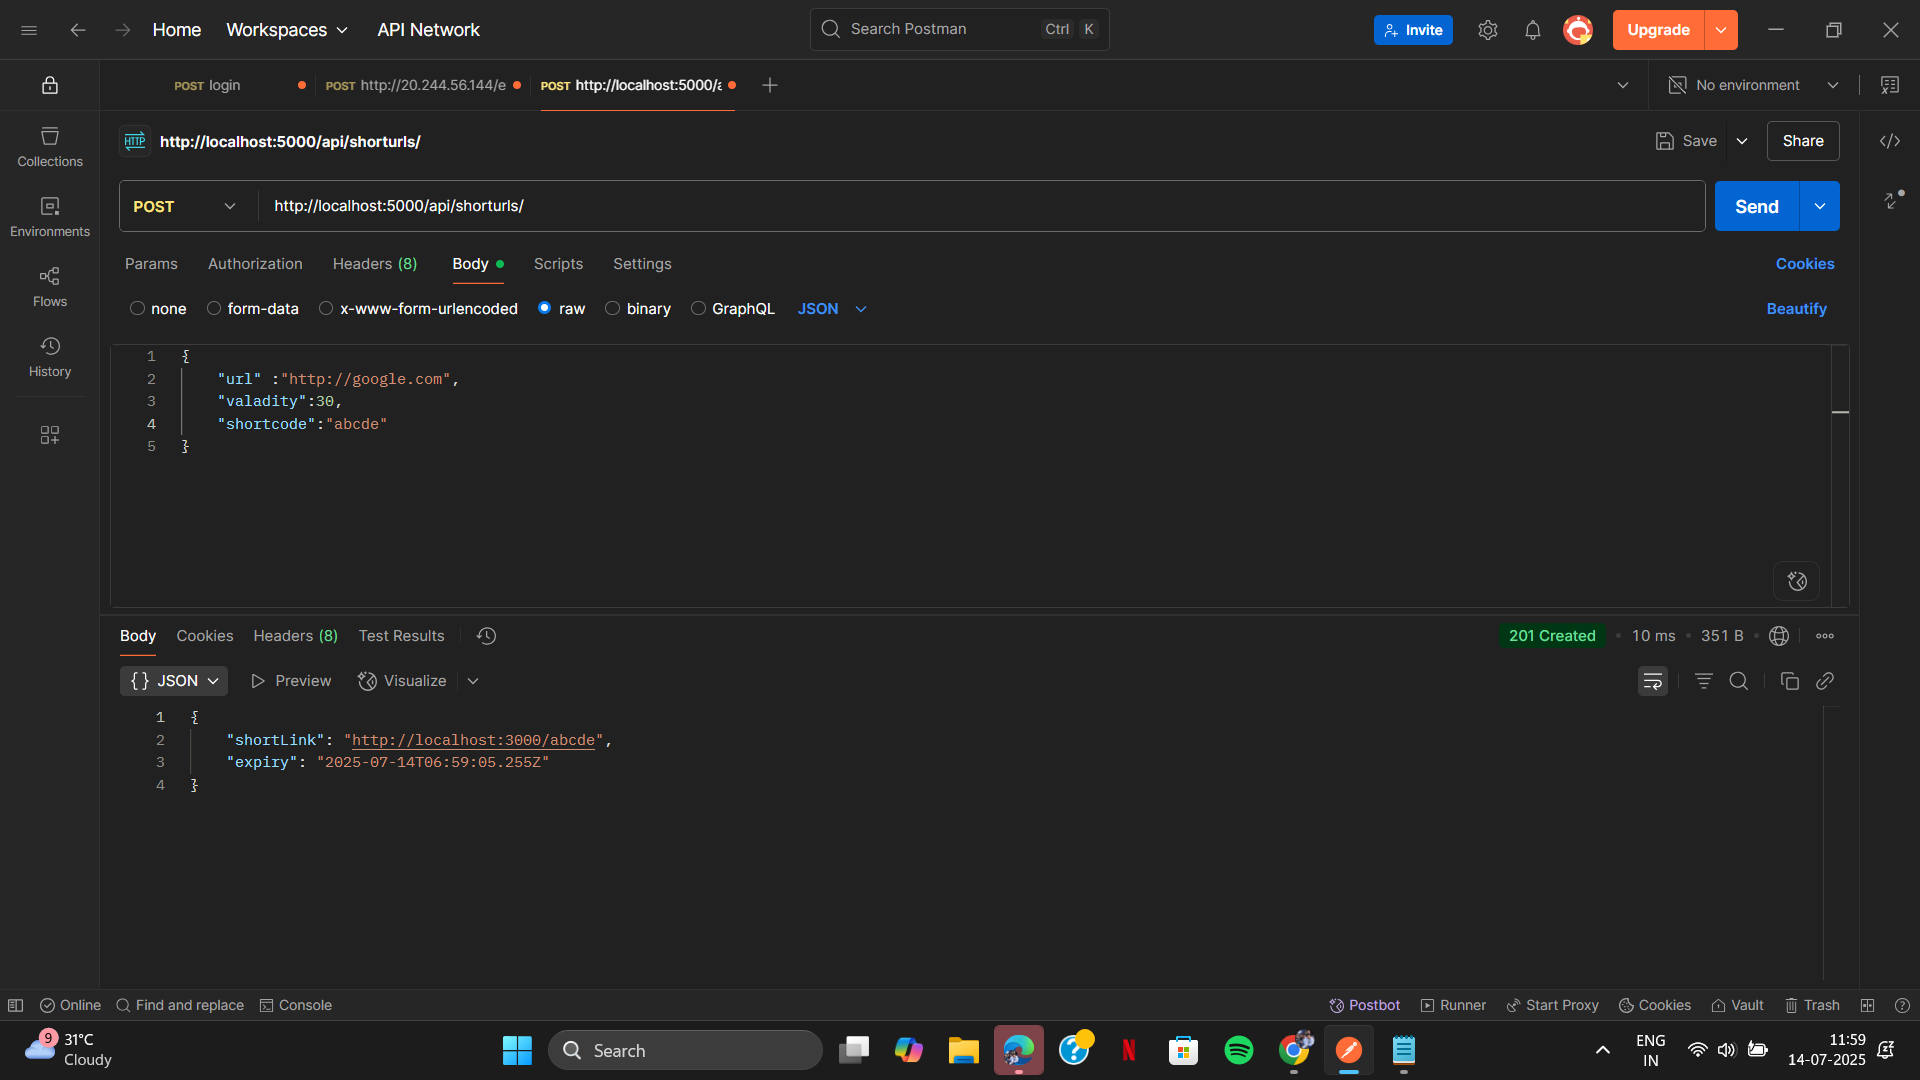 Home
Workspaces
API Network
Search Postman
Ctrl K
Invite
Upgrade
POST login
POST http://20.244.56.144/e
POST http://localhost:5000/a
No environment
Collections
Environments
Flows
History
HTTP
http://localhost:5000/api/shorturls/
Save
Share
POST
http://localhost:5000/api/shorturls/
Send
Params
Authorization
Headers (8)
Body
Scripts
Settings
Cookies
none
form-data
x-www-form-urlencoded
raw
binary
GraphQL
JSON
Beautify
1 {
2 "url" :"http://google.com",
3 "valadity":30,
4 "shortcode":"abcde"
5 }
Body
Cookies
Headers (8)
Test Results
201 Created
10 ms
351 B
{} JSON
Preview
Visualize
1 {
2 "shortLink": "http://localhost:3000/abcde",
3 "expiry": "2025-07-14T06:59:05.255Z"
4 }
Online
Find and replace
Console
Postbot
Runner
Start Proxy
Cookies
Vault
Trash
9
31°C
Cloudy
Search
ENG
IN
11:59
14-07-2025